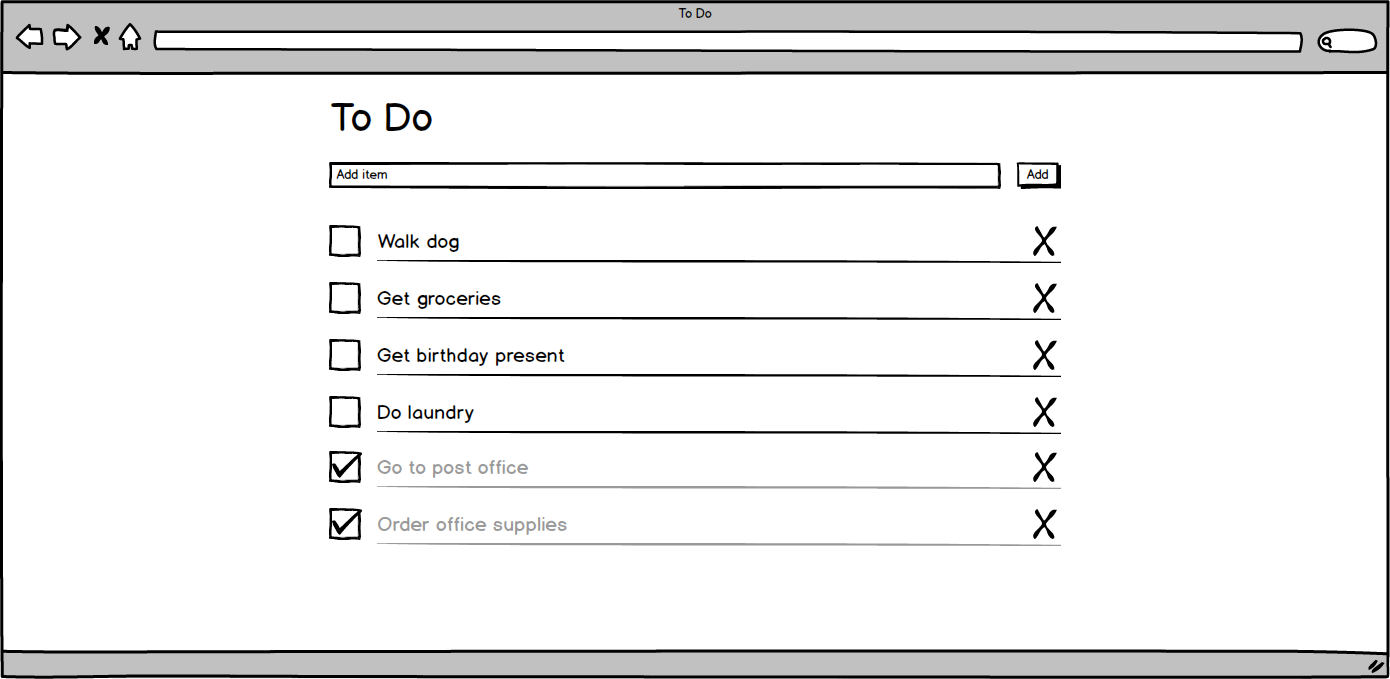 To Do
To Do
Add item
Add
Walk dog
Get groceries
Get birthday present
Do laundry
Go to post office
Order office supplies